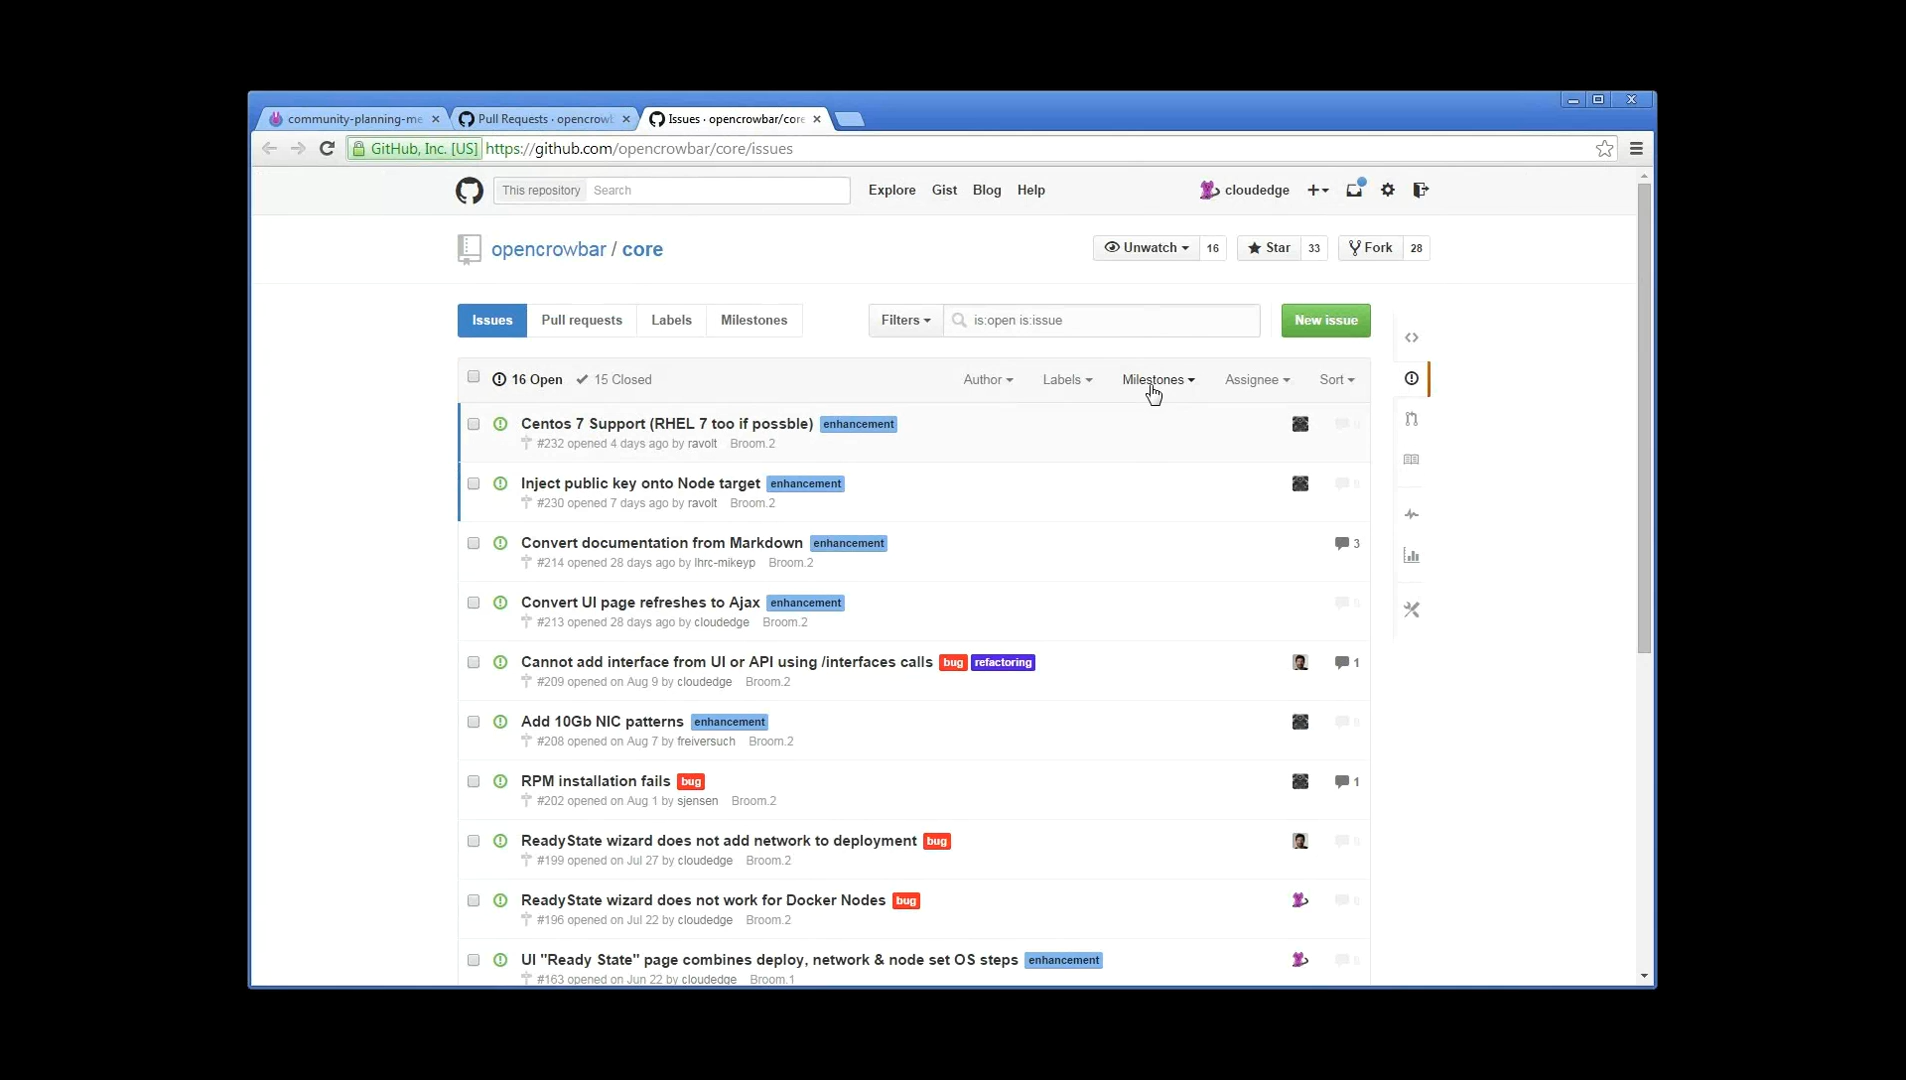 community-planning-me
Pull Requests · opencrowb
Issues · opencrowbar/core
GitHub, Inc. [US] https://github.com/opencrowbar/core/issues
This repository Search Explore Gist Blog Help cloudedge
opencrowbar / core Unwatch 16 Star 33 Fork 28
Issues Pull requests Labels Milestones Filters is:open is:issue New issue
16 Open 15 Closed Author Labels Milestones Assignee Sort
Centos 7 Support (RHEL 7 too if possble) enhancement
#232 opened 4 days ago by ravolt Broom.2
Inject public key onto Node target enhancement
#230 opened 7 days ago by ravolt Broom.2
Convert documentation from Markdown enhancement 3
#214 opened 28 days ago by lhrc-mikeyp Broom.2
Convert UI page refreshes to Ajax enhancement
#213 opened 28 days ago by cloudedge Broom.2
Cannot add interface from UI or API using /interfaces calls bug refactoring 1
#209 opened on Aug 9 by cloudedge Broom.2
Add 10Gb NIC patterns enhancement
#208 opened on Aug 7 by freiversuch Broom.2
RPM installation fails bug 1
#202 opened on Aug 1 by sjensen Broom.2
ReadyState wizard does not add network to deployment bug
#199 opened on Jul 27 by cloudedge Broom.2
ReadyState wizard does not work for Docker Nodes bug
#196 opened on Jul 22 by cloudedge Broom.2
UI "Ready State" page combines deploy, network & node set OS steps enhancement
#163 opened on Jun 22 by cloudedge Broom.1